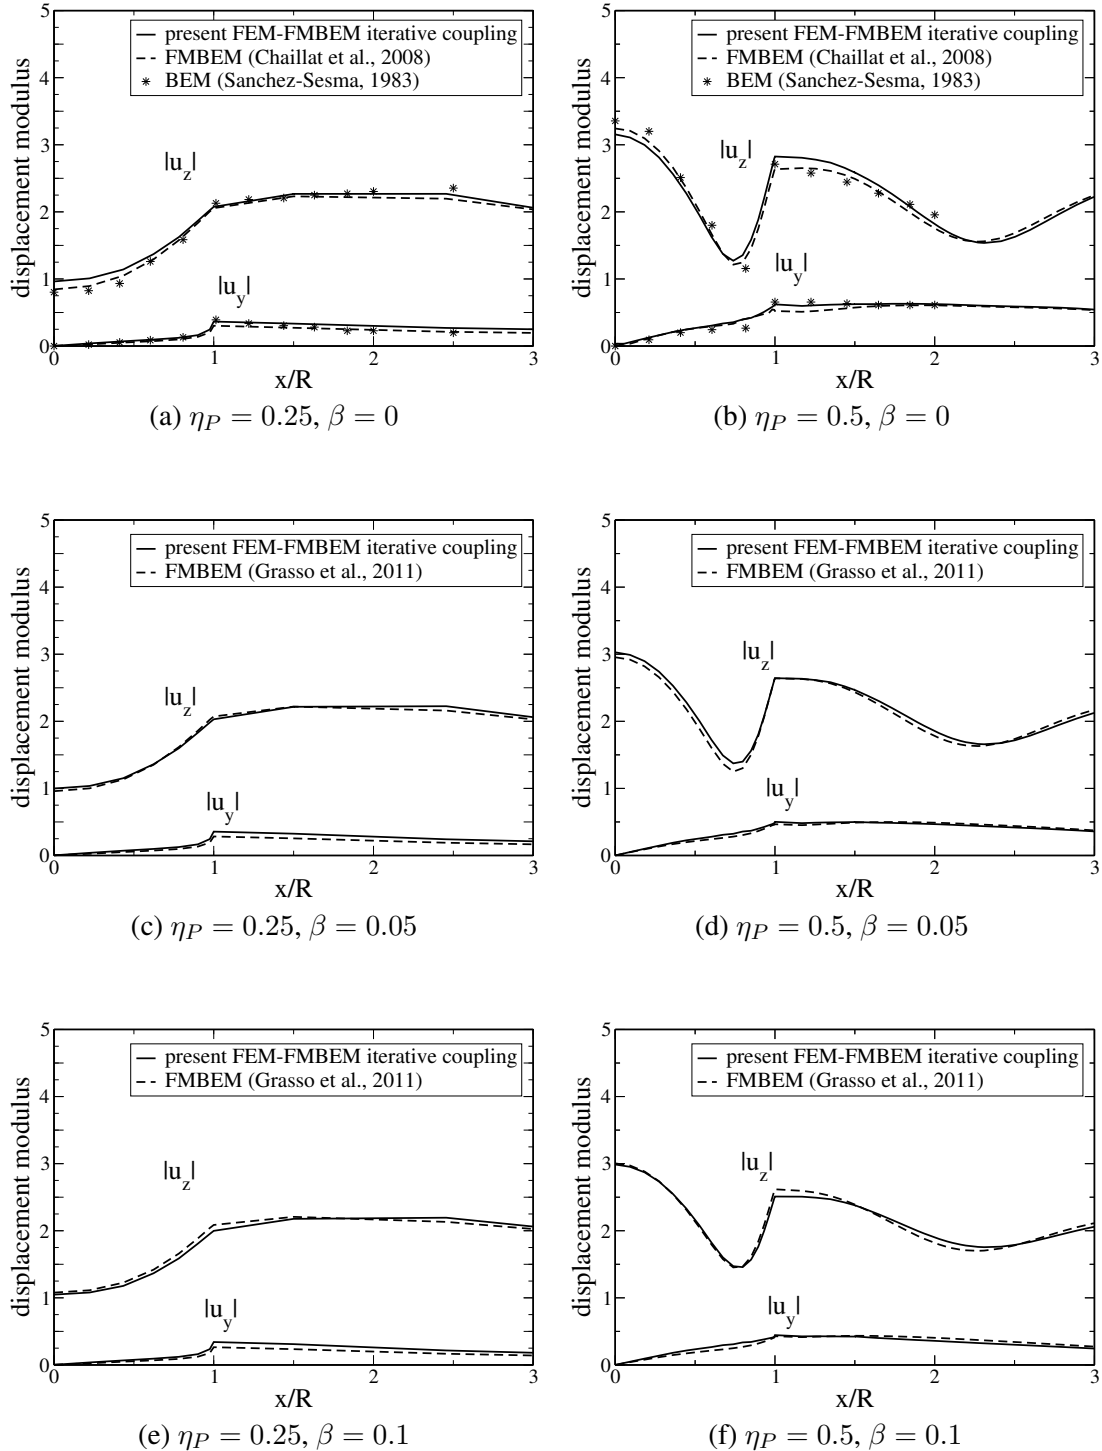 present FEM-FMBEM iterative coupling
FMBEM (Chaillat et al., 2008)
BEM (Sanchez-Sesma, 1983)
displacement modulus
5
4
3
2
1
0
|u_z|
|u_y|
0 1 2 3
x/R
(a) η_P = 0.25, β = 0
present FEM-FMBEM iterative coupling
FMBEM (Chaillat et al., 2008)
BEM (Sanchez-Sesma, 1983)
displacement modulus
5
4
3
2
1
0
|u_z|
|u_y|
0 1 2 3
x/R
(b) η_P = 0.5, β = 0
present FEM-FMBEM iterative coupling
FMBEM (Grasso et al., 2011)
displacement modulus
5
4
3
2
1
0
|u_z|
|u_y|
0 1 2 3
x/R
(c) η_P = 0.25, β = 0.05
present FEM-FMBEM iterative coupling
FMBEM (Grasso et al., 2011)
displacement modulus
5
4
3
2
1
0
|u_z|
|u_y|
0 1 2 3
x/R
(d) η_P = 0.5, β = 0.05
present FEM-FMBEM iterative coupling
FMBEM (Grasso et al., 2011)
displacement modulus
5
4
3
2
1
0
|u_z|
|u_y|
0 1 2 3
x/R
(e) η_P = 0.25, β = 0.1
present FEM-FMBEM iterative coupling
FMBEM (Grasso et al., 2011)
displacement modulus
5
4
3
2
1
0
|u_z|
|u_y|
0 1 2 3
x/R
(f) η_P = 0.5, β = 0.1